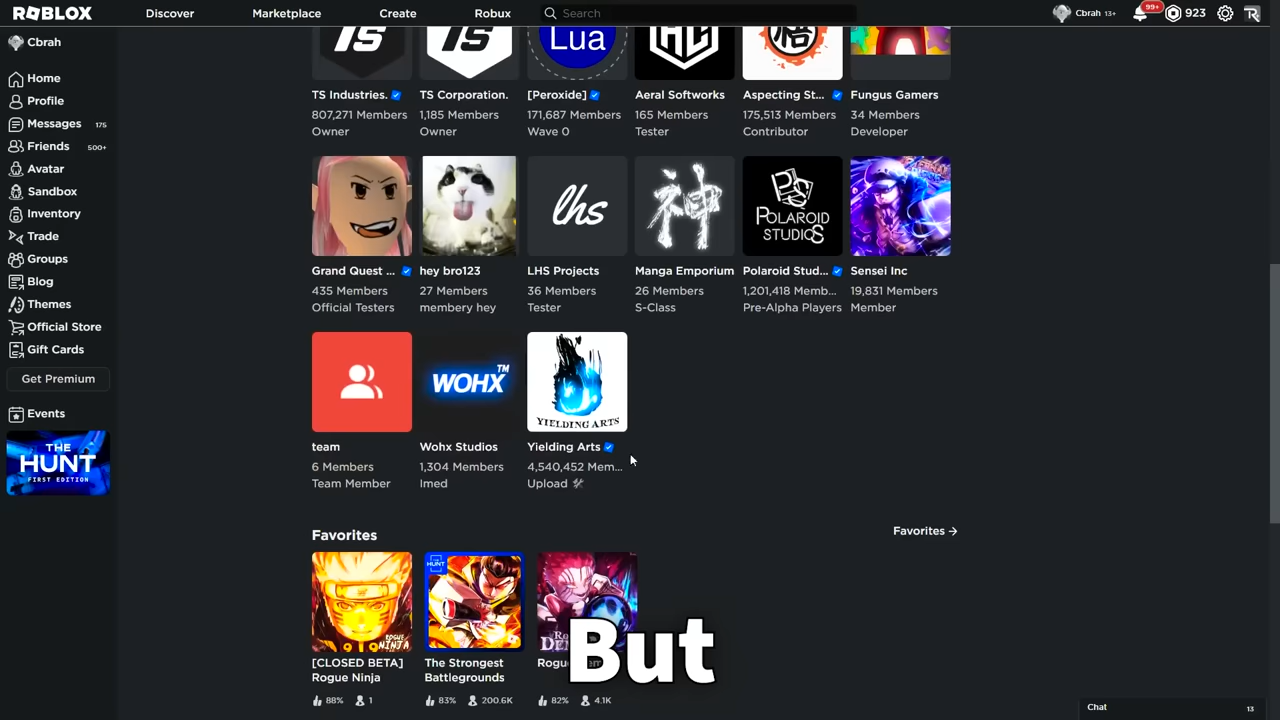 ROBLOX
Discover
Marketplace
Create
Robux
Search
Cbrah 13+
99+
923
Cbrah
Home
Profile
Messages 175
Friends 500+
Avatar
Sandbox
Inventory
Trade
Groups
Blog
Themes
Official Store
Gift Cards
Get Premium
Events
THE
HUNT
FIRST EDITION
TS
TS
Lua
TS Industries.
807,271 Members
Owner
TS Corporation.
1,185 Members
Owner
[Peroxide]
171,687 Members
Wave 0
Aeral Softworks
165 Members
Tester
Aspecting St...
175,513 Members
Contributor
Fungus Gamers
34 Members
Developer
Grand Quest ...
435 Members
Official Testers
hey bro123
27 Members
membery hey
lhs
LHS Projects
36 Members
Tester
神
Manga Emporium
26 Members
S-Class
PS
POLAROID
STUDIOS
Polaroid Stud...
1,201,418 Memb...
Pre-Alpha Players
Sensei Inc
19,831 Members
Member
team
6 Members
Team Member
WOHX™
Wohx Studios
1,304 Members
Imed
YIELDING ARTS
Yielding Arts
4,540,452 Mem...
Upload 🛠
Favorites
Favorites →
ROGUE
NINJA
[CLOSED BETA]
Rogue Ninja
88% 1
HUNT
The Strongest
Battlegrounds
83% 200.6K
82% 4.1K
But
Chat 13